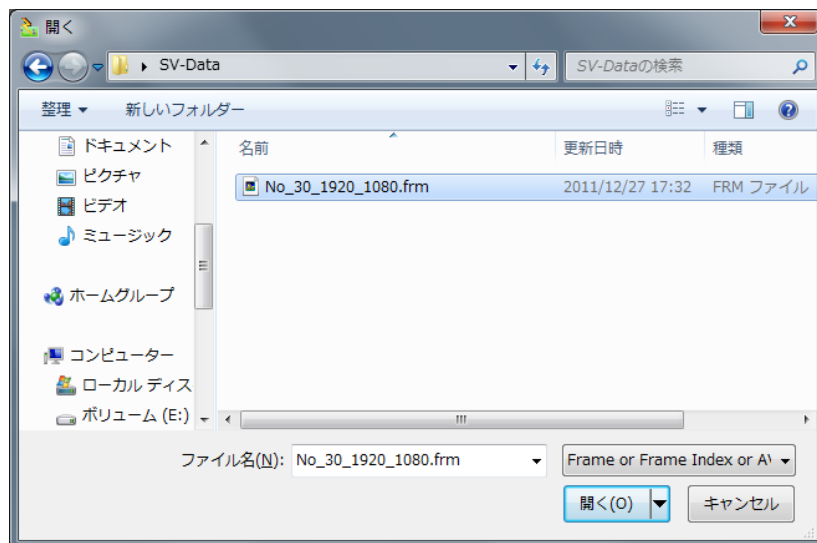 開く
SV-Data
SV-Dataの検索
整理
新しいフォルダー
ドキュメント
ピクチャ
ビデオ
ミュージック
ホームグループ
コンピューター
ローカル ディス
ボリューム (E:)
名前
更新日時
種類
No_30_1920_1080.frm
2011/12/27 17:32
FRM ファイル
ファイル名(N):
No_30_1920_1080.frm
Frame or Frame Index or A
開く(O)
キャンセル